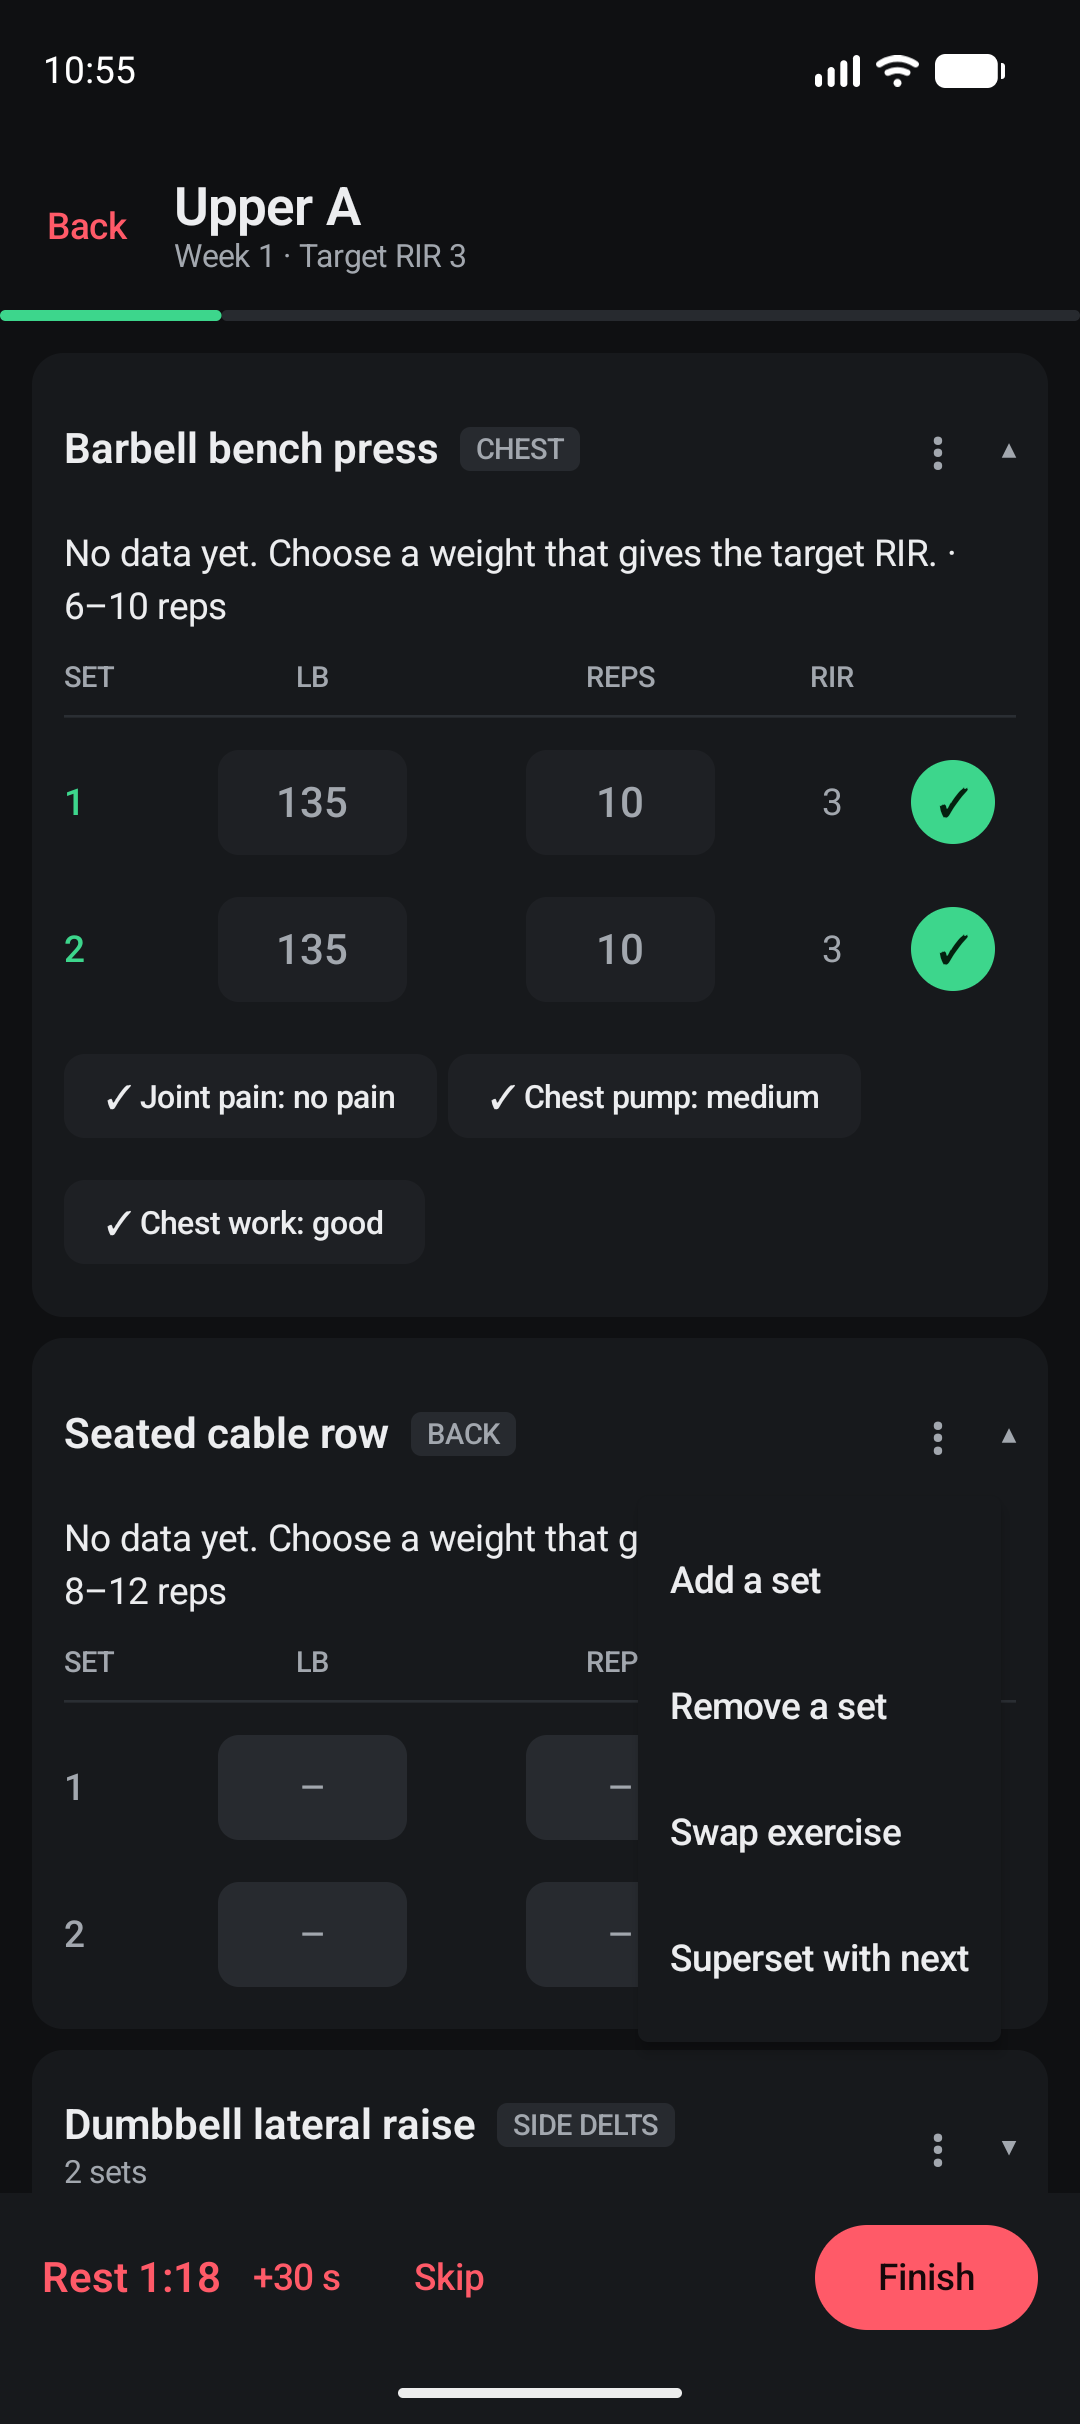 10:55
Back
Upper A
Week 1 · Target RIR 3
Barbell bench press CHEST
No data yet. Choose a weight that gives the target RIR. ·
6–10 reps
SET LB REPS RIR
1 135 10 3 ✓
2 135 10 3 ✓
✓ Joint pain: no pain ✓ Chest pump: medium
✓ Chest work: good
Seated cable row BACK
No data yet. Choose a weight that g
8–12 reps
SET LB REP
1 – –
2 – –
Add a set
Remove a set
Swap exercise
Superset with next
Dumbbell lateral raise SIDE DELTS
2 sets
Rest 1:18 +30 s Skip Finish